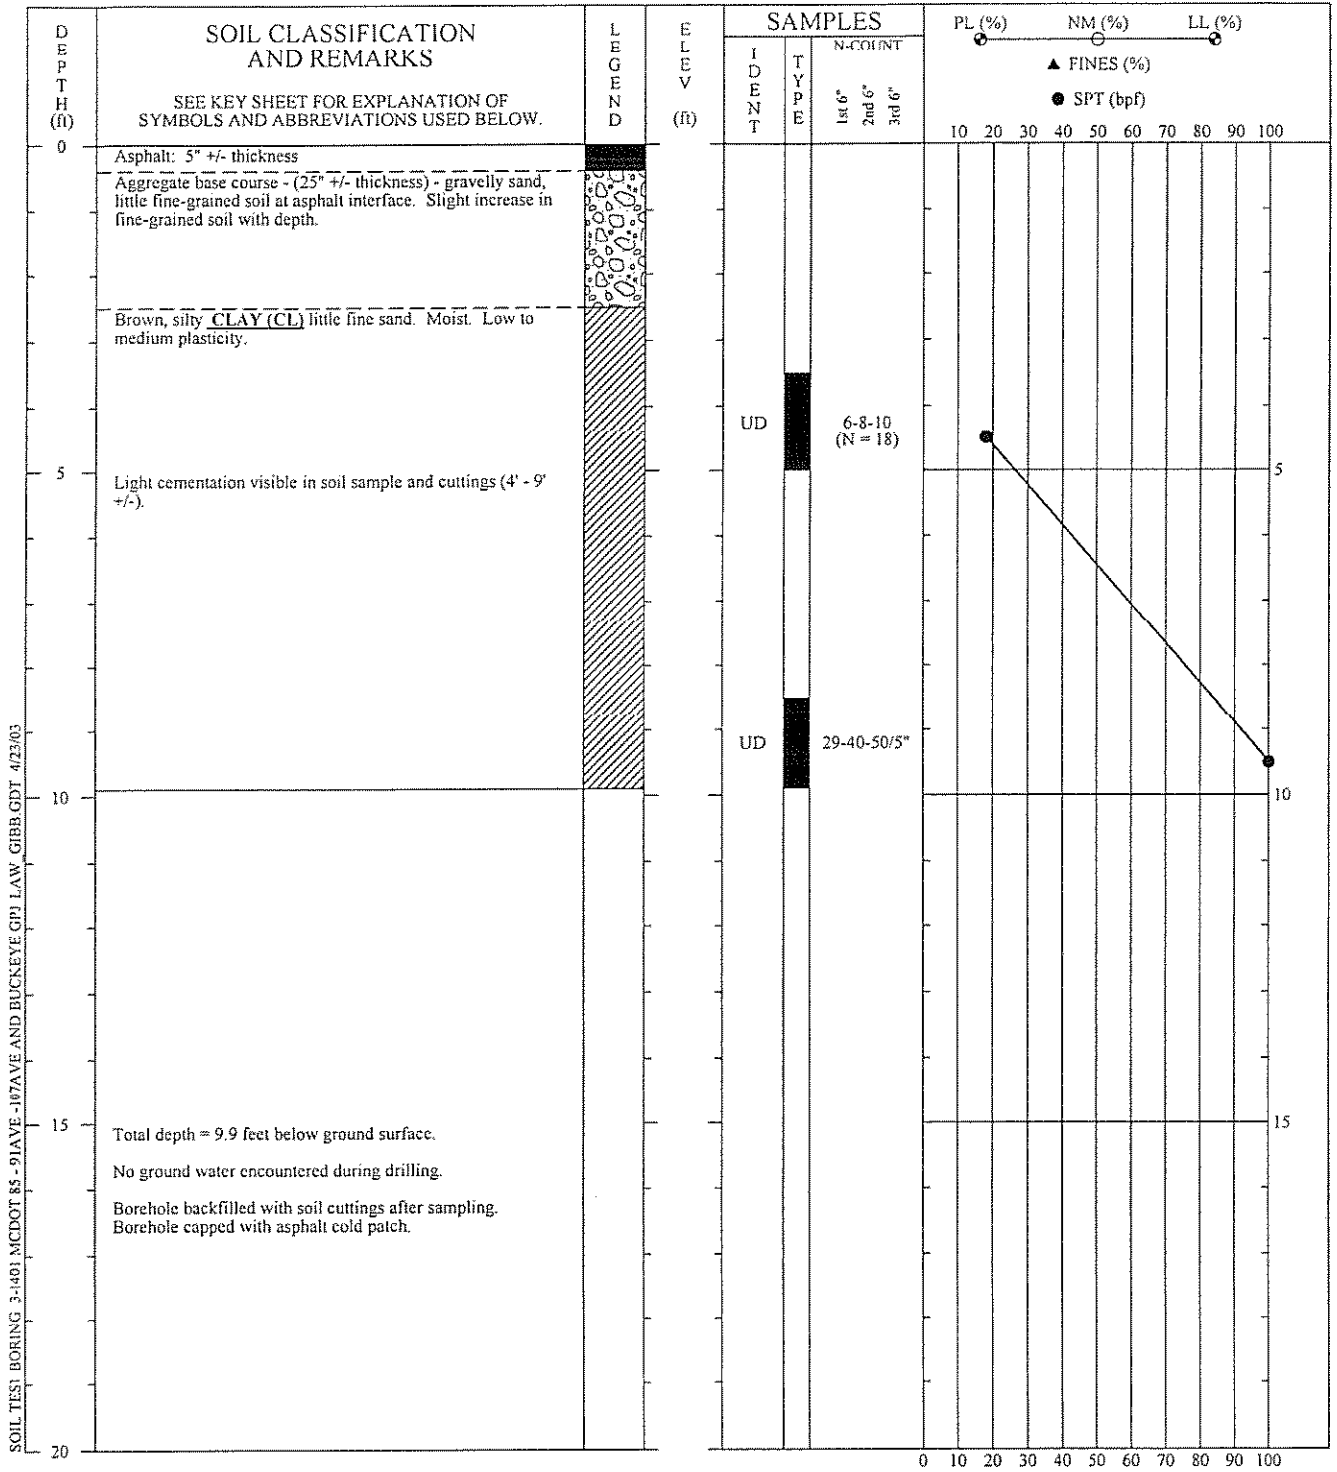 DEPTH (ft)
SOIL CLASSIFICATION
AND REMARKS
SEE KEY SHEET FOR EXPLANATION OF
SYMBOLS AND ABBREVIATIONS USED BELOW.
LEGEND
ELEV (ft)
SAMPLES
IDENT
TYPE
N-COUNT
1st 6"
2nd 6"
3rd 6"
PL (%) NM (%) LL (%)
▲ FINES (%)
● SPT (bpf)
10 20 30 40 50 60 70 80 90 100
0
Asphalt: 5" +/- thickness
Aggregate base course - (25" +/- thickness) - gravelly sand,
little fine-grained soil at asphalt interface. Slight increase in
fine-grained soil with depth.
Brown, silty CLAY (CL) little fine sand. Moist. Low to
medium plasticity.
UD
6-8-10
(N = 18)
5
5
Light cementation visible in soil sample and cuttings (4' - 9'
+/-).
UD
29-40-50/5"
10
10
15
15
Total depth = 9.9 feet below ground surface.
No ground water encountered during drilling.
Borehole backfilled with soil cuttings after sampling.
Borehole capped with asphalt cold patch.
20
0 10 20 30 40 50 60 70 80 90 100
SOIL TEST BORING 3-1401 MCDOT 85 - 91AVE -107AVE AND BUCKEYE GPJ LAW_GIBB.GDT 4/23/03